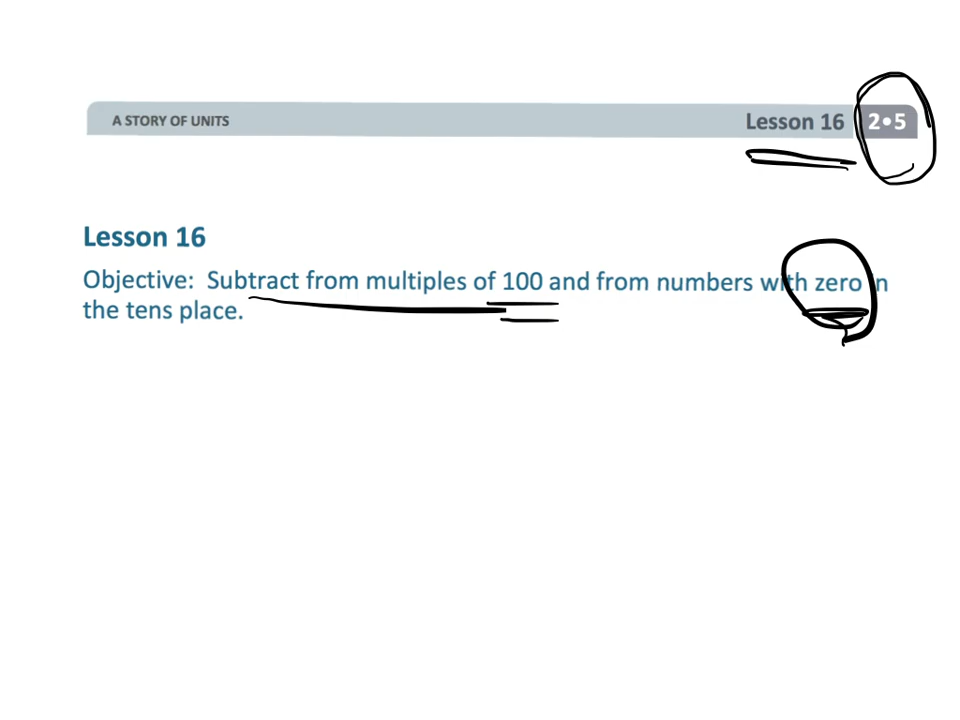 A STORY OF UNITS
Lesson 16 2•5
Lesson 16
Objective: Subtract from multiples of 100 and from numbers with zero in
the tens place.